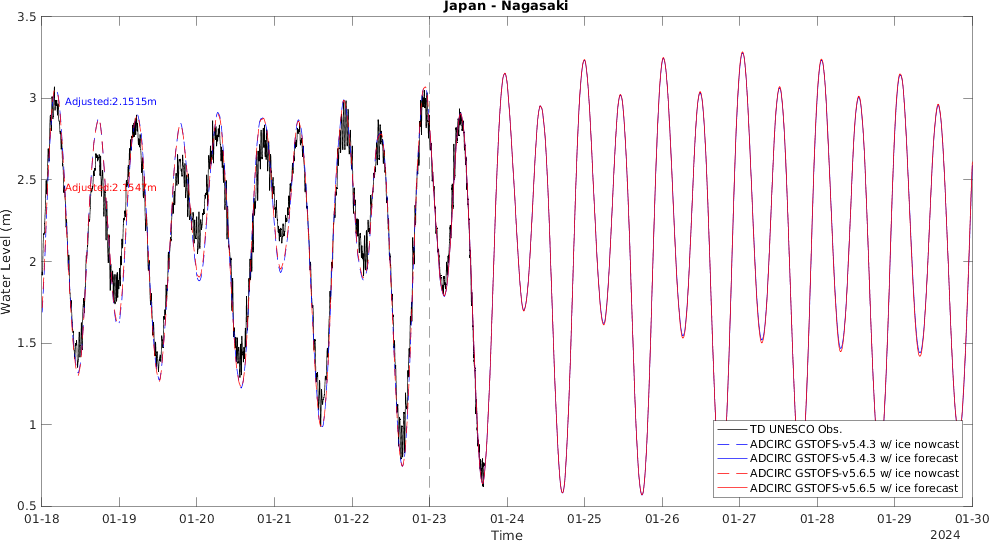 Japan - Nagasaki
3.5
3
2.5
2
1.5
1
0.5
Water Level (m)
Adjusted:2.1515m
Adjusted:2.1547m
TD UNESCO Obs.
ADCIRC GSTOFS-v5.4.3 w/ ice nowcast
ADCIRC GSTOFS-v5.4.3 w/ ice forecast
ADCIRC GSTOFS-v5.6.5 w/ ice nowcast
ADCIRC GSTOFS-v5.6.5 w/ ice forecast
01-18 01-19 01-20 01-21 01-22 01-23 01-24 01-25 01-26 01-27 01-28 01-29 01-30
Time
2024